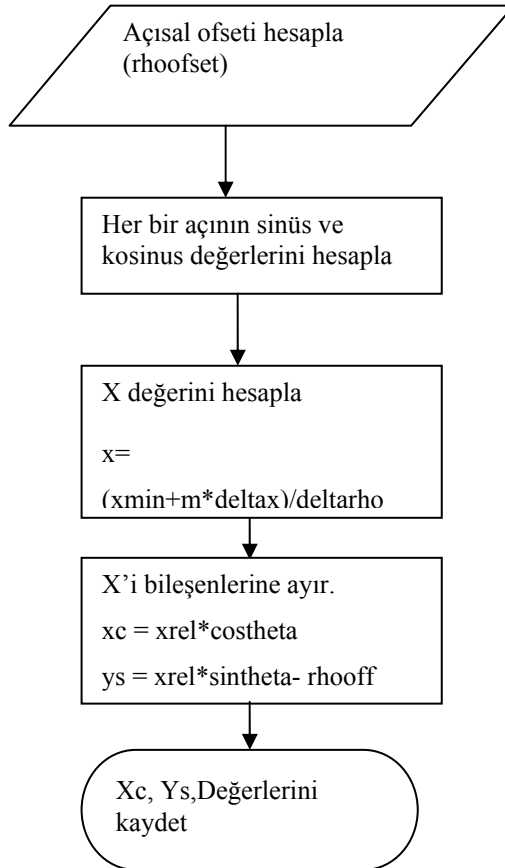 Açısal ofseti hesapla
(rhoofset)
Her bir açının sinüs ve
kosinus değerlerini hesapla
X değerini hesapla
x=
(xmin+m*deltax)/deltarho
X’i bileşenlerine ayır.
xc = xrel*costheta
ys = xrel*sintheta- rhooff
Xc, Ys,Değerlerini
kaydet